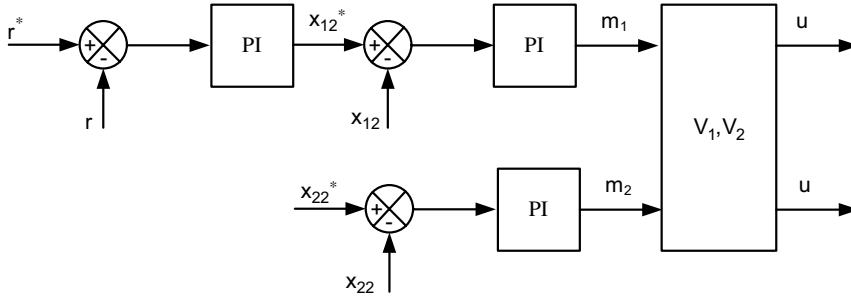 r*
+
-
r
PI
x12*
+
-
x12
PI
m1
V1,V2
u
x22*
+
-
x22
PI
m2
u